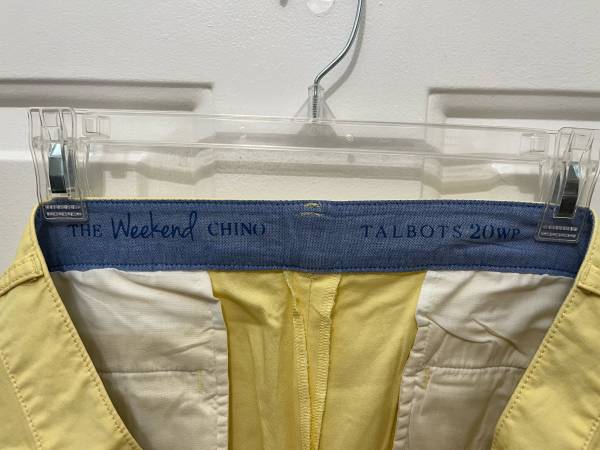 THE Weekend CHINO TALBOTS 20WP